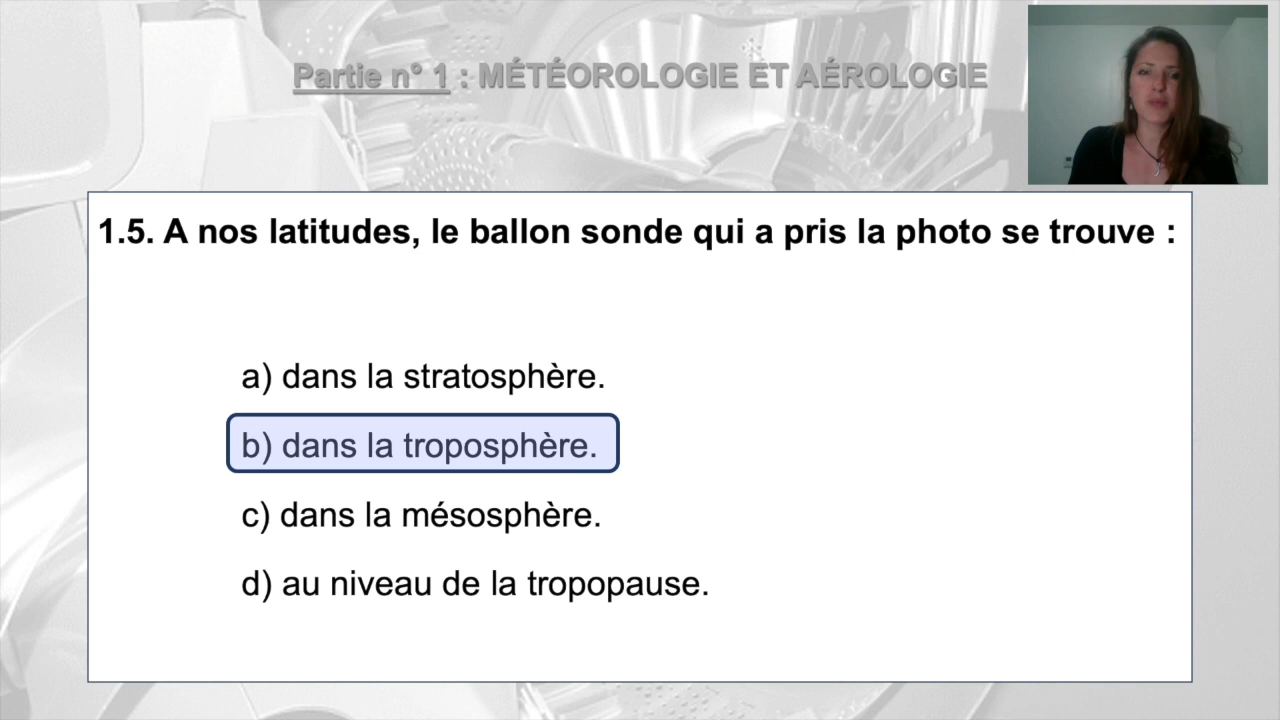 Partie n° 1 : MÉTÉOROLOGIE ET AÉROLOGIE
1.5. A nos latitudes, le ballon sonde qui a pris la photo se trouve :
a) dans la stratosphère.
b) dans la troposphère.
c) dans la mésosphère.
d) au niveau de la tropopause.